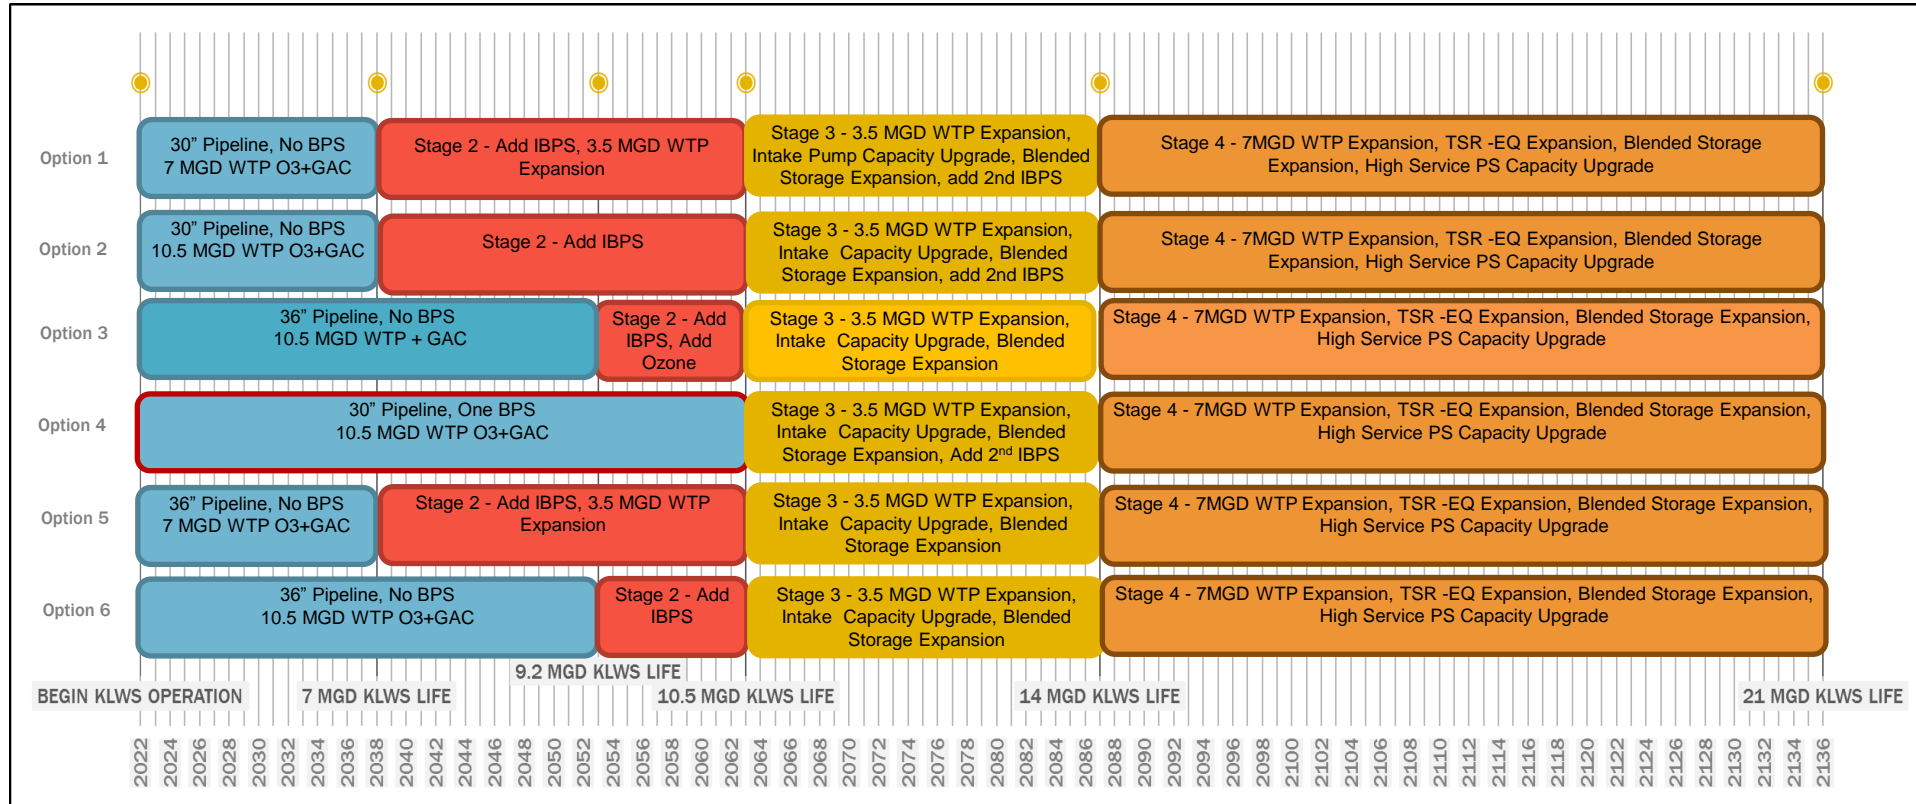 Option 1
30” Pipeline, No BPS
7 MGD WTP O3+GAC
Stage 2 - Add IBPS, 3.5 MGD WTP
Expansion
Stage 3 - 3.5 MGD WTP Expansion,
Intake Pump Capacity Upgrade, Blended
Storage Expansion, add 2nd IBPS
Stage 4 - 7MGD WTP Expansion, TSR -EQ Expansion, Blended Storage
Expansion, High Service PS Capacity Upgrade
Option 2
30” Pipeline, No BPS
10.5 MGD WTP O3+GAC
Stage 2 - Add IBPS
Stage 3 - 3.5 MGD WTP Expansion,
Intake Capacity Upgrade, Blended
Storage Expansion, add 2nd IBPS
Stage 4 - 7MGD WTP Expansion, TSR -EQ Expansion, Blended Storage
Expansion, High Service PS Capacity Upgrade
Option 3
36” Pipeline, No BPS
10.5 MGD WTP + GAC
Stage 2 - Add
IBPS, Add
Ozone
Stage 3 - 3.5 MGD WTP Expansion,
Intake Capacity Upgrade, Blended
Storage Expansion
Stage 4 - 7MGD WTP Expansion, TSR -EQ Expansion, Blended Storage Expansion,
High Service PS Capacity Upgrade
Option 4
30” Pipeline, One BPS
10.5 MGD WTP O3+GAC
Stage 3 - 3.5 MGD WTP Expansion,
Intake Capacity Upgrade, Blended
Storage Expansion, Add 2nd IBPS
Stage 4 - 7MGD WTP Expansion, TSR -EQ Expansion, Blended Storage Expansion,
High Service PS Capacity Upgrade
Option 5
36” Pipeline, No BPS
7 MGD WTP O3+GAC
Stage 2 - Add IBPS, 3.5 MGD WTP
Expansion
Stage 3 - 3.5 MGD WTP Expansion,
Intake Capacity Upgrade, Blended
Storage Expansion
Stage 4 - 7MGD WTP Expansion, TSR -EQ Expansion, Blended Storage Expansion,
High Service PS Capacity Upgrade
Option 6
36” Pipeline, No BPS
10.5 MGD WTP O3+GAC
Stage 2 - Add
IBPS
Stage 3 - 3.5 MGD WTP Expansion,
Intake Capacity Upgrade, Blended
Storage Expansion
Stage 4 - 7MGD WTP Expansion, TSR -EQ Expansion, Blended Storage Expansion,
High Service PS Capacity Upgrade
BEGIN KLWS OPERATION
7 MGD KLWS LIFE
9.2 MGD KLWS LIFE
10.5 MGD KLWS LIFE
14 MGD KLWS LIFE
21 MGD KLWS LIFE
2022
2024
2026
2028
2030
2032
2034
2036
2038
2040
2042
2044
2046
2048
2050
2052
2054
2056
2058
2060
2062
2064
2066
2068
2070
2072
2074
2076
2078
2080
2082
2084
2086
2088
2090
2092
2094
2096
2098
2100
2102
2104
2106
2108
2110
2112
2114
2116
2118
2120
2122
2124
2126
2128
2130
2132
2134
2136